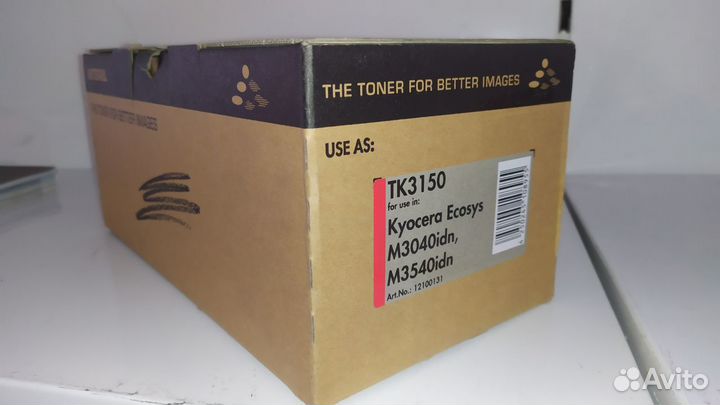 THE TONER FOR BETTER IMAGES
THE TONER FOR BETTER IMAGES
USE AS:
TK3150
for use in:
Kyocera Ecosys
M3040idn,
M3540idn
Art.No.: 12100131
Avito